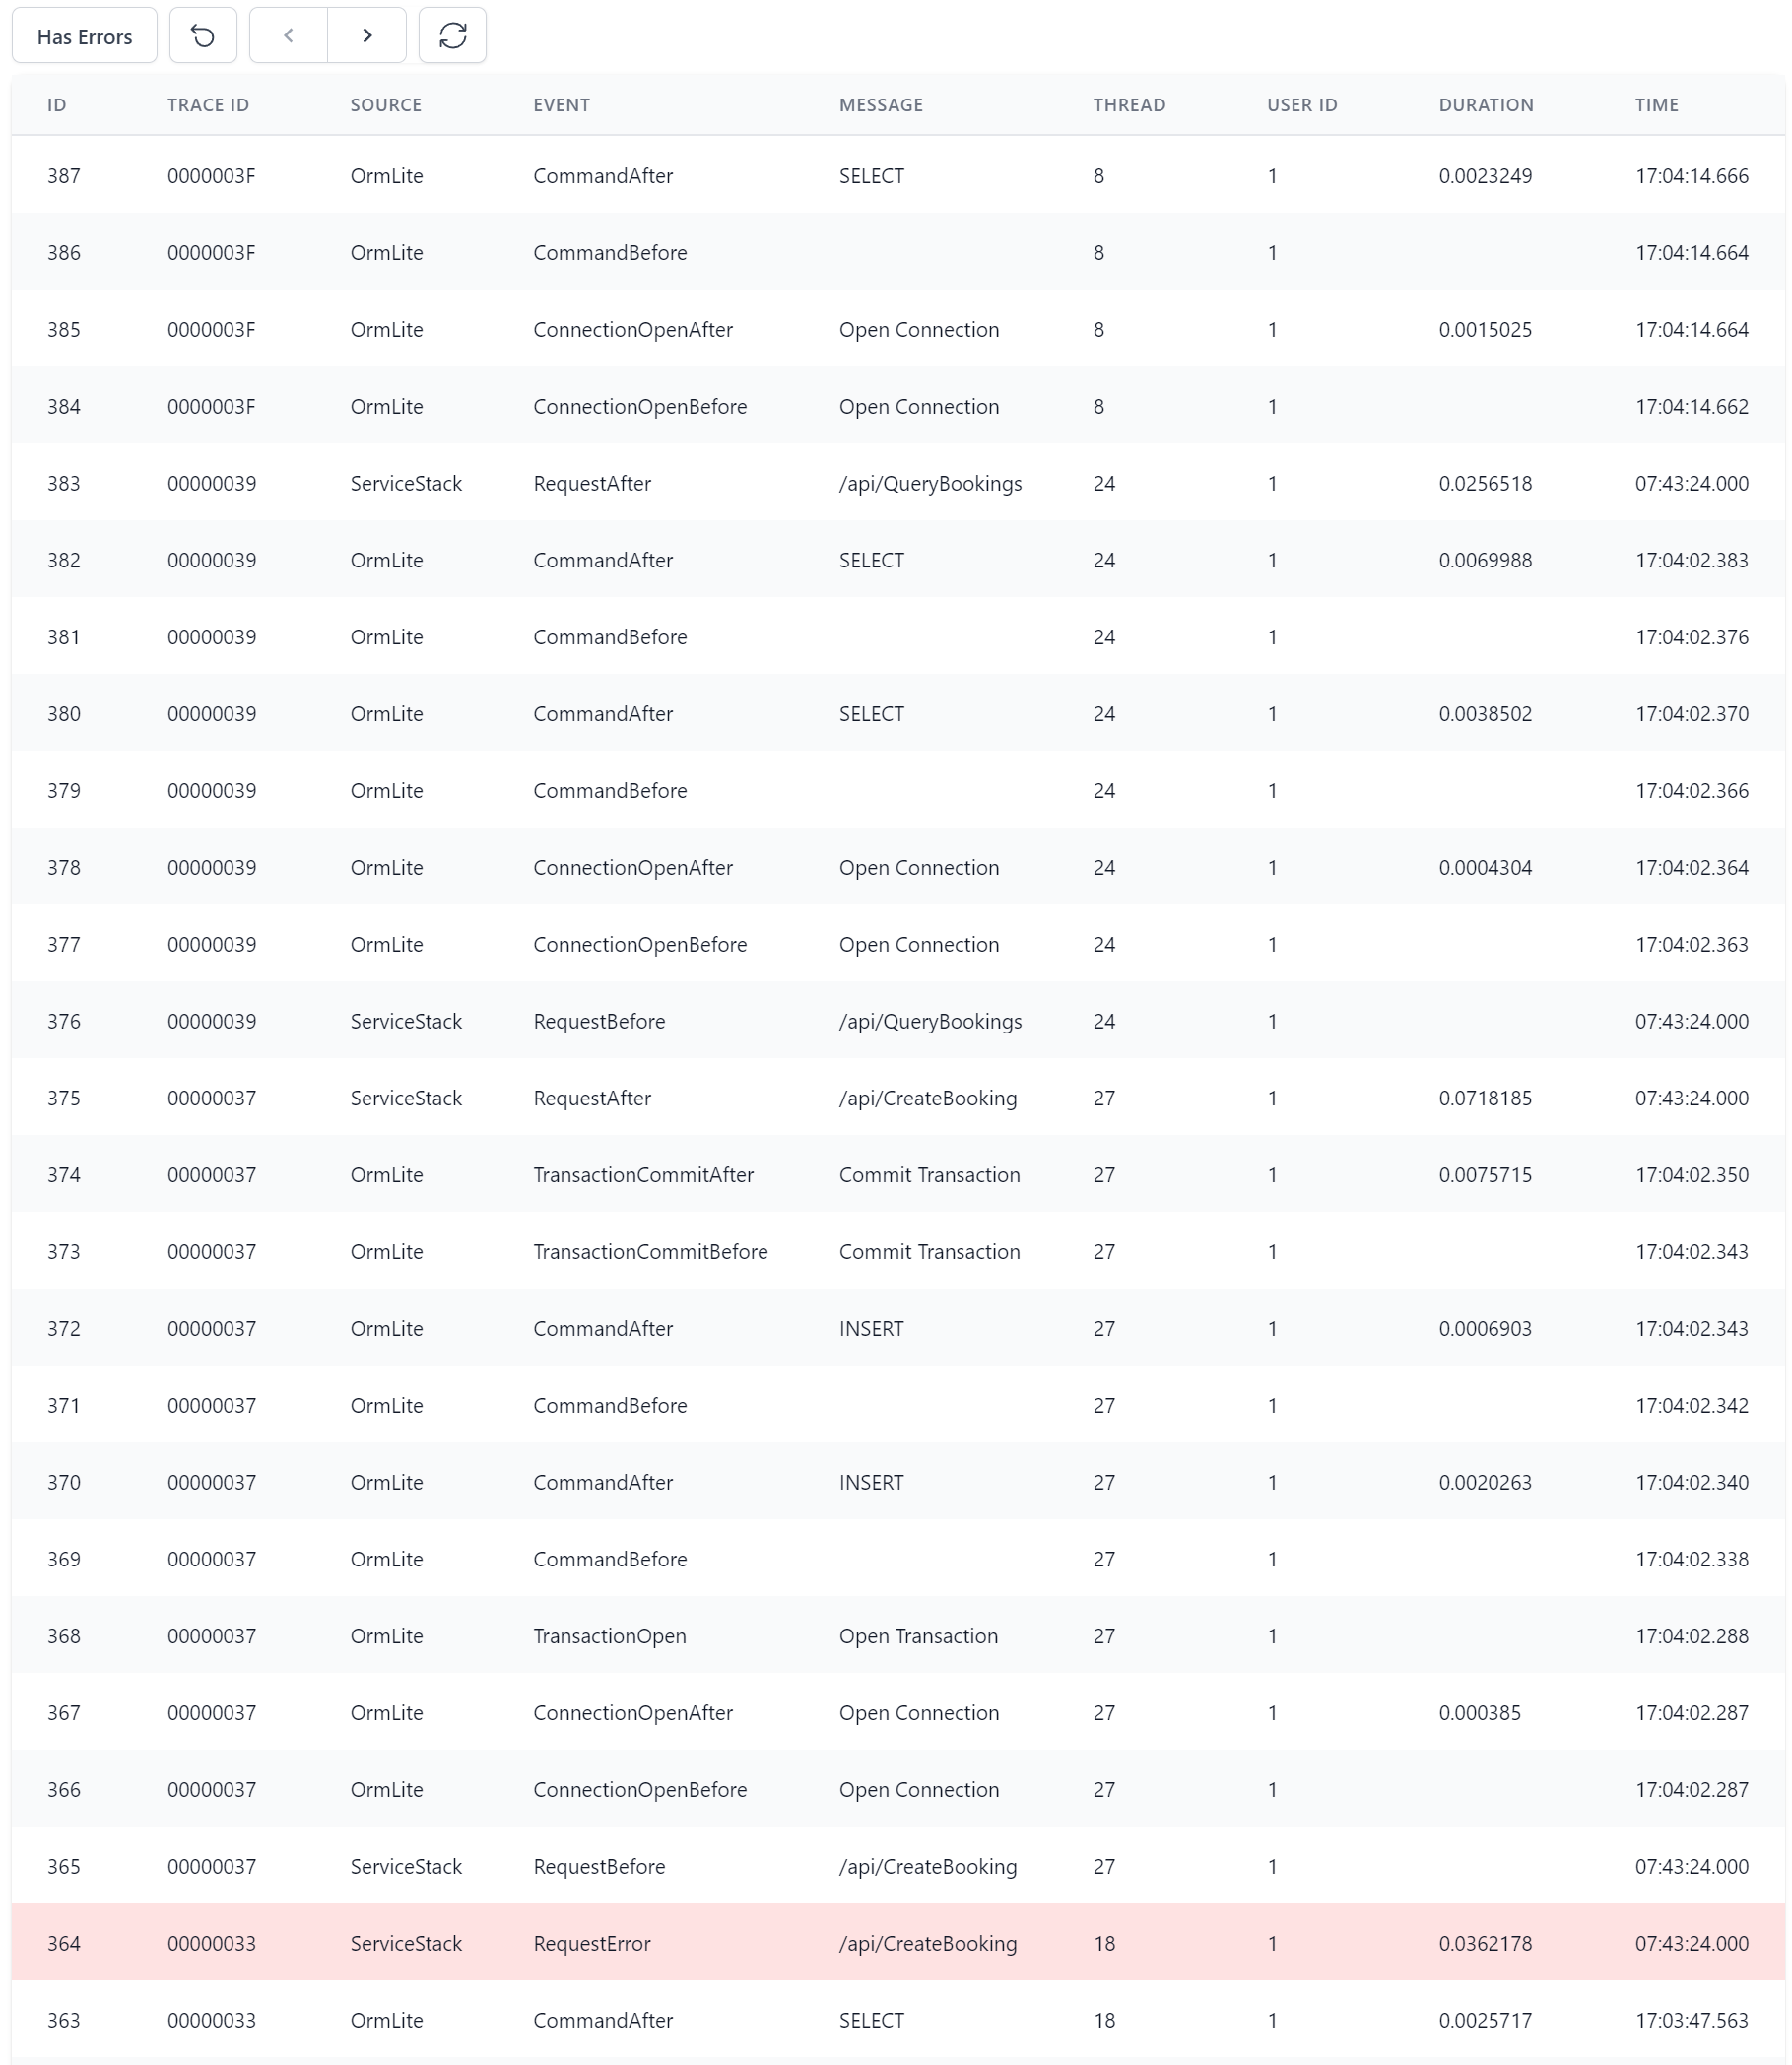 Has Errors
ID TRACE ID SOURCE EVENT MESSAGE THREAD USER ID DURATION TIME
387 0000003F OrmLite CommandAfter SELECT 8 1 0.0023249 17:04:14.666
386 0000003F OrmLite CommandBefore 8 1 17:04:14.664
385 0000003F OrmLite ConnectionOpenAfter Open Connection 8 1 0.0015025 17:04:14.664
384 0000003F OrmLite ConnectionOpenBefore Open Connection 8 1 17:04:14.662
383 00000039 ServiceStack RequestAfter /api/QueryBookings 24 1 0.0256518 07:43:24.000
382 00000039 OrmLite CommandAfter SELECT 24 1 0.0069988 17:04:02.383
381 00000039 OrmLite CommandBefore 24 1 17:04:02.376
380 00000039 OrmLite CommandAfter SELECT 24 1 0.0038502 17:04:02.370
379 00000039 OrmLite CommandBefore 24 1 17:04:02.366
378 00000039 OrmLite ConnectionOpenAfter Open Connection 24 1 0.0004304 17:04:02.364
377 00000039 OrmLite ConnectionOpenBefore Open Connection 24 1 17:04:02.363
376 00000039 ServiceStack RequestBefore /api/QueryBookings 24 1 07:43:24.000
375 00000037 ServiceStack RequestAfter /api/CreateBooking 27 1 0.0718185 07:43:24.000
374 00000037 OrmLite TransactionCommitAfter Commit Transaction 27 1 0.0075715 17:04:02.350
373 00000037 OrmLite TransactionCommitBefore Commit Transaction 27 1 17:04:02.343
372 00000037 OrmLite CommandAfter INSERT 27 1 0.0006903 17:04:02.343
371 00000037 OrmLite CommandBefore 27 1 17:04:02.342
370 00000037 OrmLite CommandAfter INSERT 27 1 0.0020263 17:04:02.340
369 00000037 OrmLite CommandBefore 27 1 17:04:02.338
368 00000037 OrmLite TransactionOpen Open Transaction 27 1 17:04:02.288
367 00000037 OrmLite ConnectionOpenAfter Open Connection 27 1 0.000385 17:04:02.287
366 00000037 OrmLite ConnectionOpenBefore Open Connection 27 1 17:04:02.287
365 00000037 ServiceStack RequestBefore /api/CreateBooking 27 1 07:43:24.000
364 00000033 ServiceStack RequestError /api/CreateBooking 18 1 0.0362178 07:43:24.000
363 00000033 OrmLite CommandAfter SELECT 18 1 0.0025717 17:03:47.563